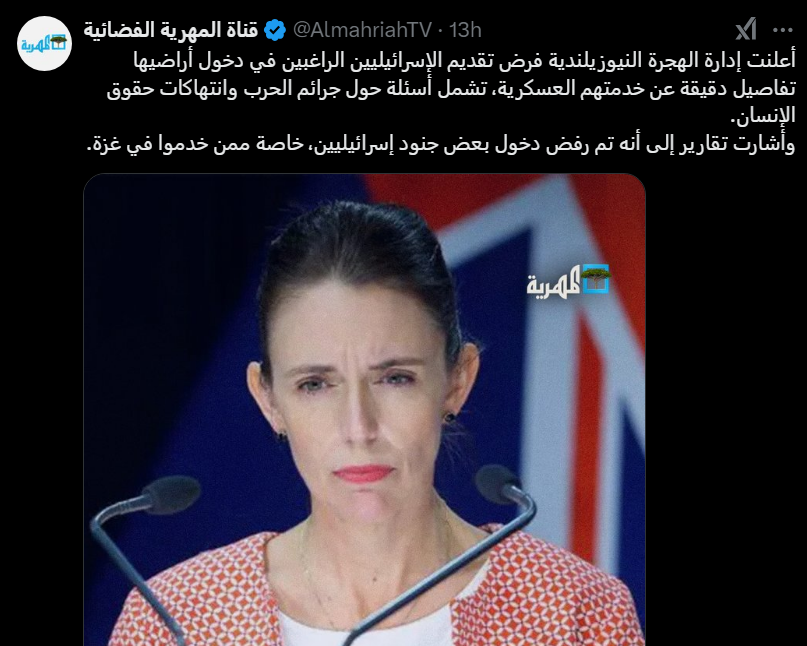 قناة المهرية الفضائية @AlmahriahTV · 13h
أعلنت إدارة الهجرة النيوزيلندية فرض تقديم الإسرائيليين الراغبين في دخول أراضيها
تفاصيل دقيقة عن خدمتهم العسكرية، تشمل أسئلة حول جرائم الحرب وانتهاكات حقوق
الإنسان.
وأشارت تقارير إلى أنه تم رفض دخول بعض جنود إسرائيليين، خاصة ممن خدموا في غزة.
المهرية